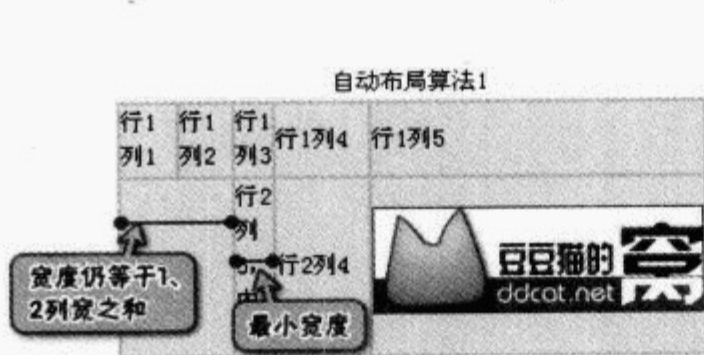 自动布局算法1
行1
列1
行1
列2
行1
列3
行1列4
行1列5
行2
列
行2列4
宽度仍等于1、
2列宽之和
最小宽度
豆豆猫的
窝
ddcat.net